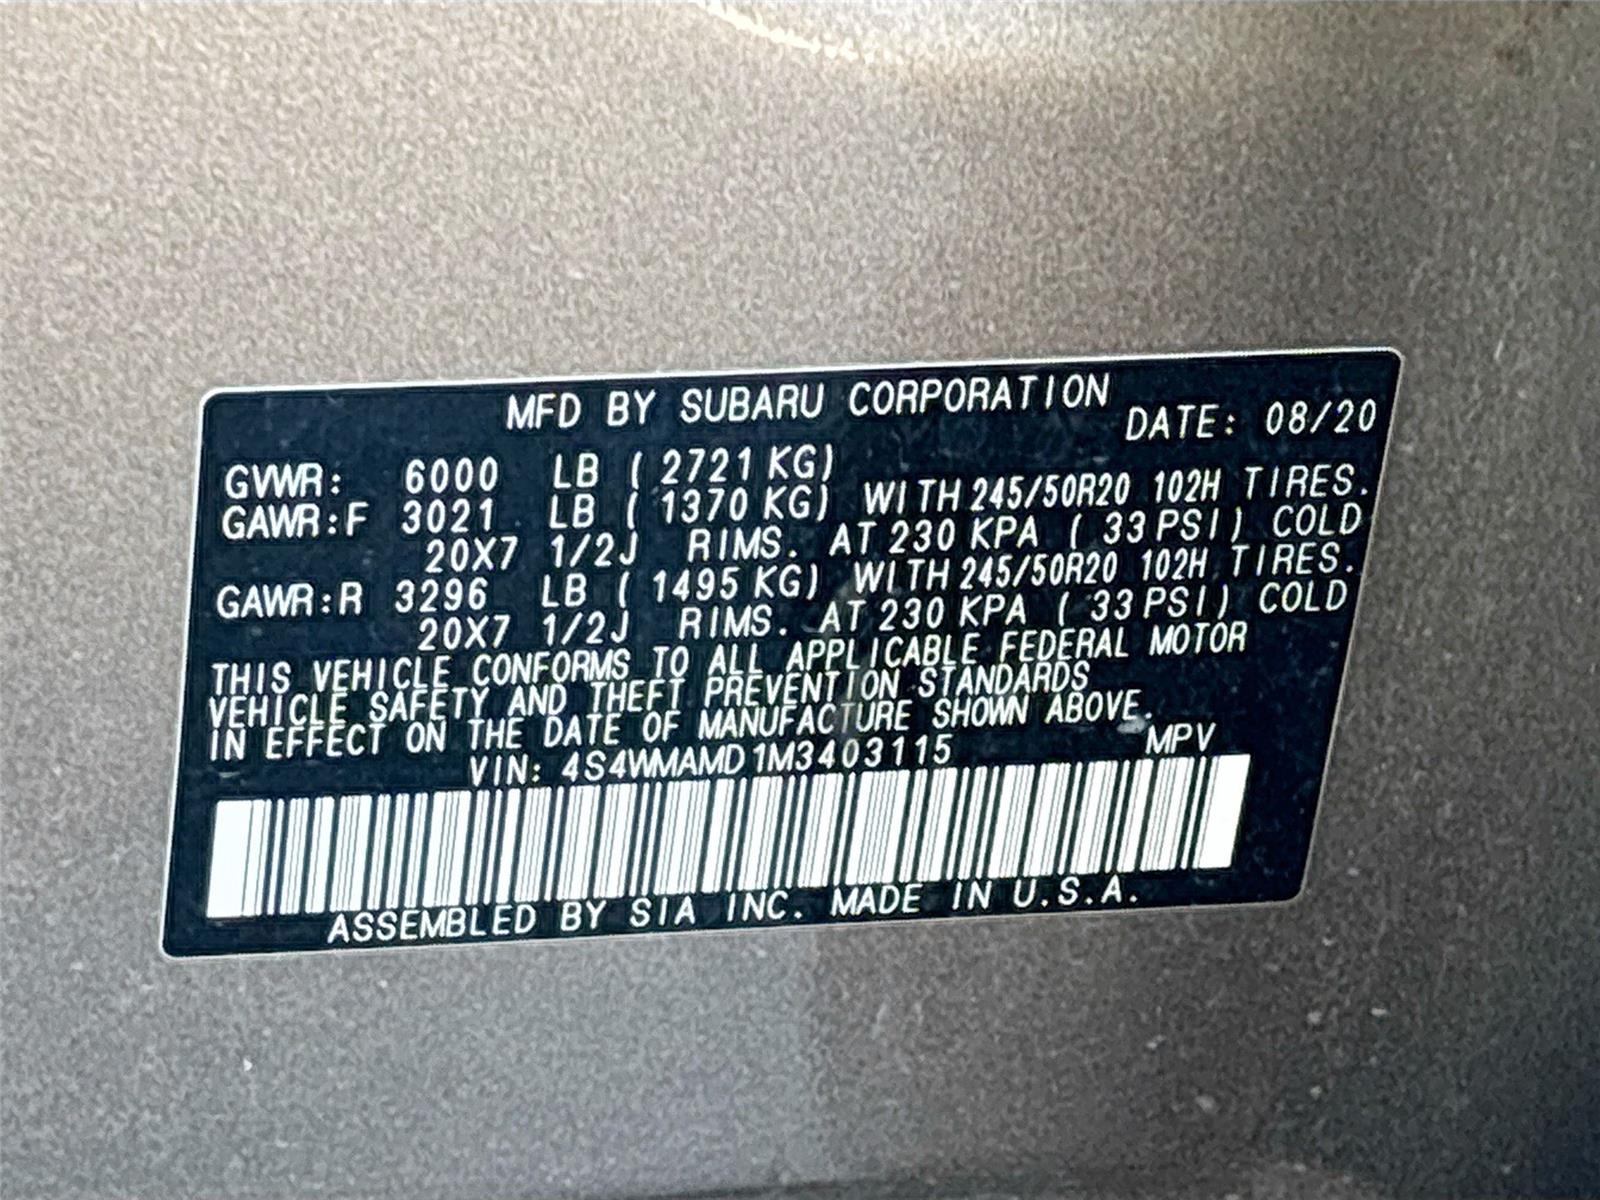 MFD BY SUBARU CORPORATION
DATE: 08/20
GVWR: 6000 LB ( 2721 KG)
GAWR:F 3021 LB ( 1370 KG) WITH 245/50R20 102H TIRES.
20X7 1/2J RIMS. AT 230 KPA ( 33 PSI) COLD
GAWR:R 3296 LB ( 1495 KG) WITH 245/50R20 102H TIRES.
20X7 1/2J RIMS. AT 230 KPA ( 33 PSI) COLD
THIS VEHICLE CONFORMS TO ALL APPLICABLE FEDERAL MOTOR
VEHICLE SAFETY AND THEFT PREVENTION STANDARDS
IN EFFECT ON THE DATE OF MANUFACTURE SHOWN ABOVE.
VIN: 4S4WMAMD1M3403115 MPV
ASSEMBLED BY SIA INC. MADE IN U.S.A.